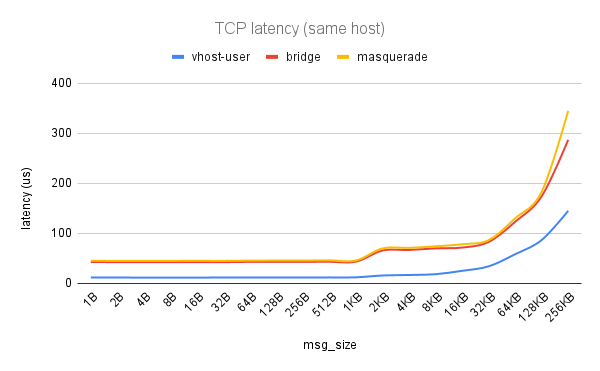 TCP latency (same host)
vhost-user bridge masquerade
400
300
200
100
0
latency (us)
1B 2B 4B 8B 16B 32B 64B 128B 256B 512B 1KB 2KB 4KB 8KB 16KB 32KB 64KB 128KB 256KB
msg_size